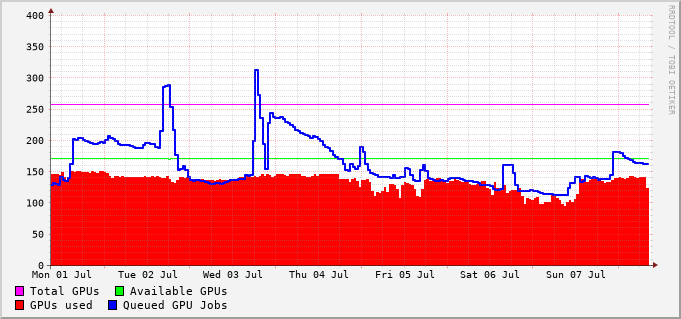 400
350
300
250
200
150
100
50
0
Mon 01 Jul Tue 02 Jul Wed 03 Jul Thu 04 Jul Fri 05 Jul Sat 06 Jul Sun 07 Jul
Total GPUs Available GPUs
GPUs used Queued GPU Jobs
RRDTOOL / TOBI OETIKER